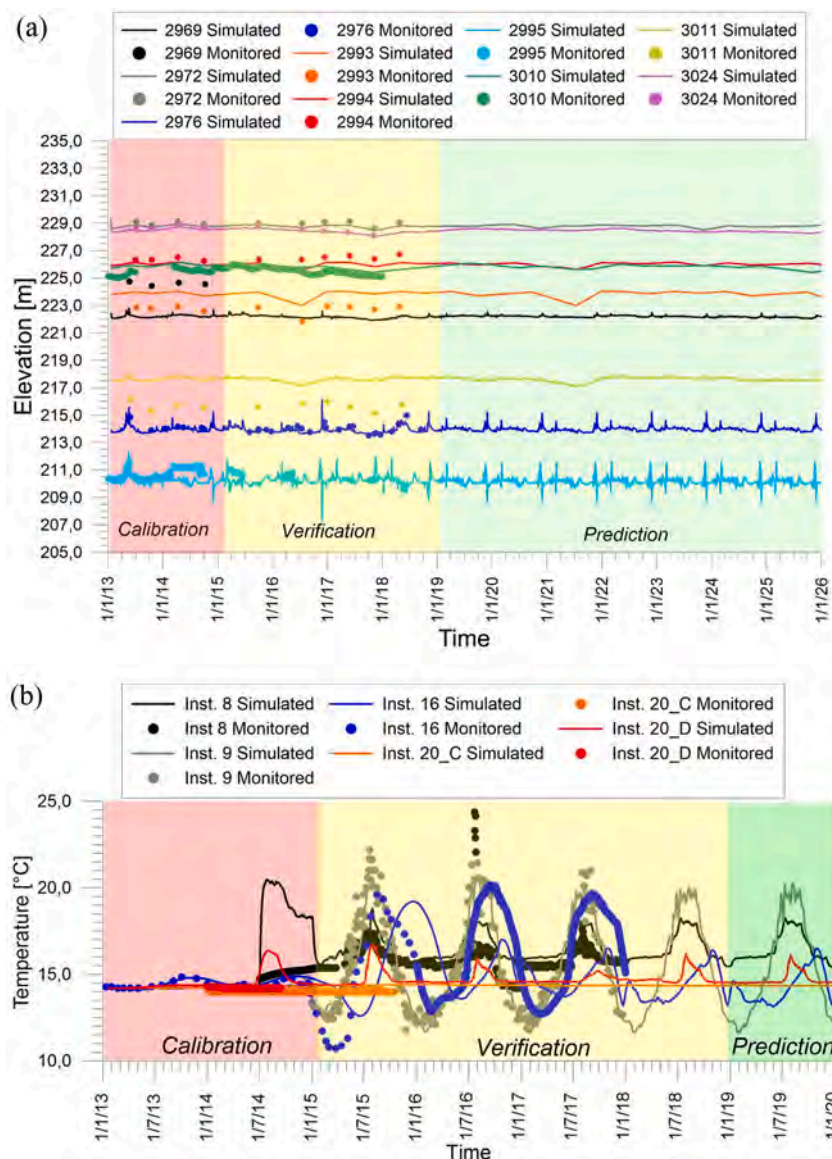 (a)
2969 Simulated 2976 Monitored 2995 Simulated 3011 Simulated
2969 Monitored 2993 Simulated 2995 Monitored 3011 Monitored
2972 Simulated 2993 Monitored 3010 Simulated 3024 Simulated
2972 Monitored 2994 Simulated 3010 Monitored 3024 Monitored
2976 Simulated 2994 Monitored
235,0
233,0
231,0
229,0
227,0
225,0
223,0
221,0
219,0
217,0
215,0
213,0
211,0
209,0
207,0
205,0
Elevation [m]
Calibration Verification Prediction
1/1/13 1/1/14 1/1/15 1/1/16 1/1/17 1/1/18 1/1/19 1/1/20 1/1/21 1/1/22 1/1/23 1/1/24 1/1/25 1/1/26
Time
(b)
Inst. 8 Simulated Inst. 16 Simulated Inst. 20_C Monitored
Inst 8 Monitored Inst. 16 Monitored Inst. 20_D Simulated
Inst. 9 Simulated Inst. 20_C Simulated Inst. 20_D Monitored
Inst. 9 Monitored
25,0
20,0
15,0
10,0
Temperature [°C]
Calibration Verification Prediction
1/1/13 1/7/13 1/1/14 1/7/14 1/1/15 1/7/15 1/1/16 1/7/16 1/1/17 1/7/17 1/1/18 1/7/18 1/1/19 1/7/19 1/1/20
Time